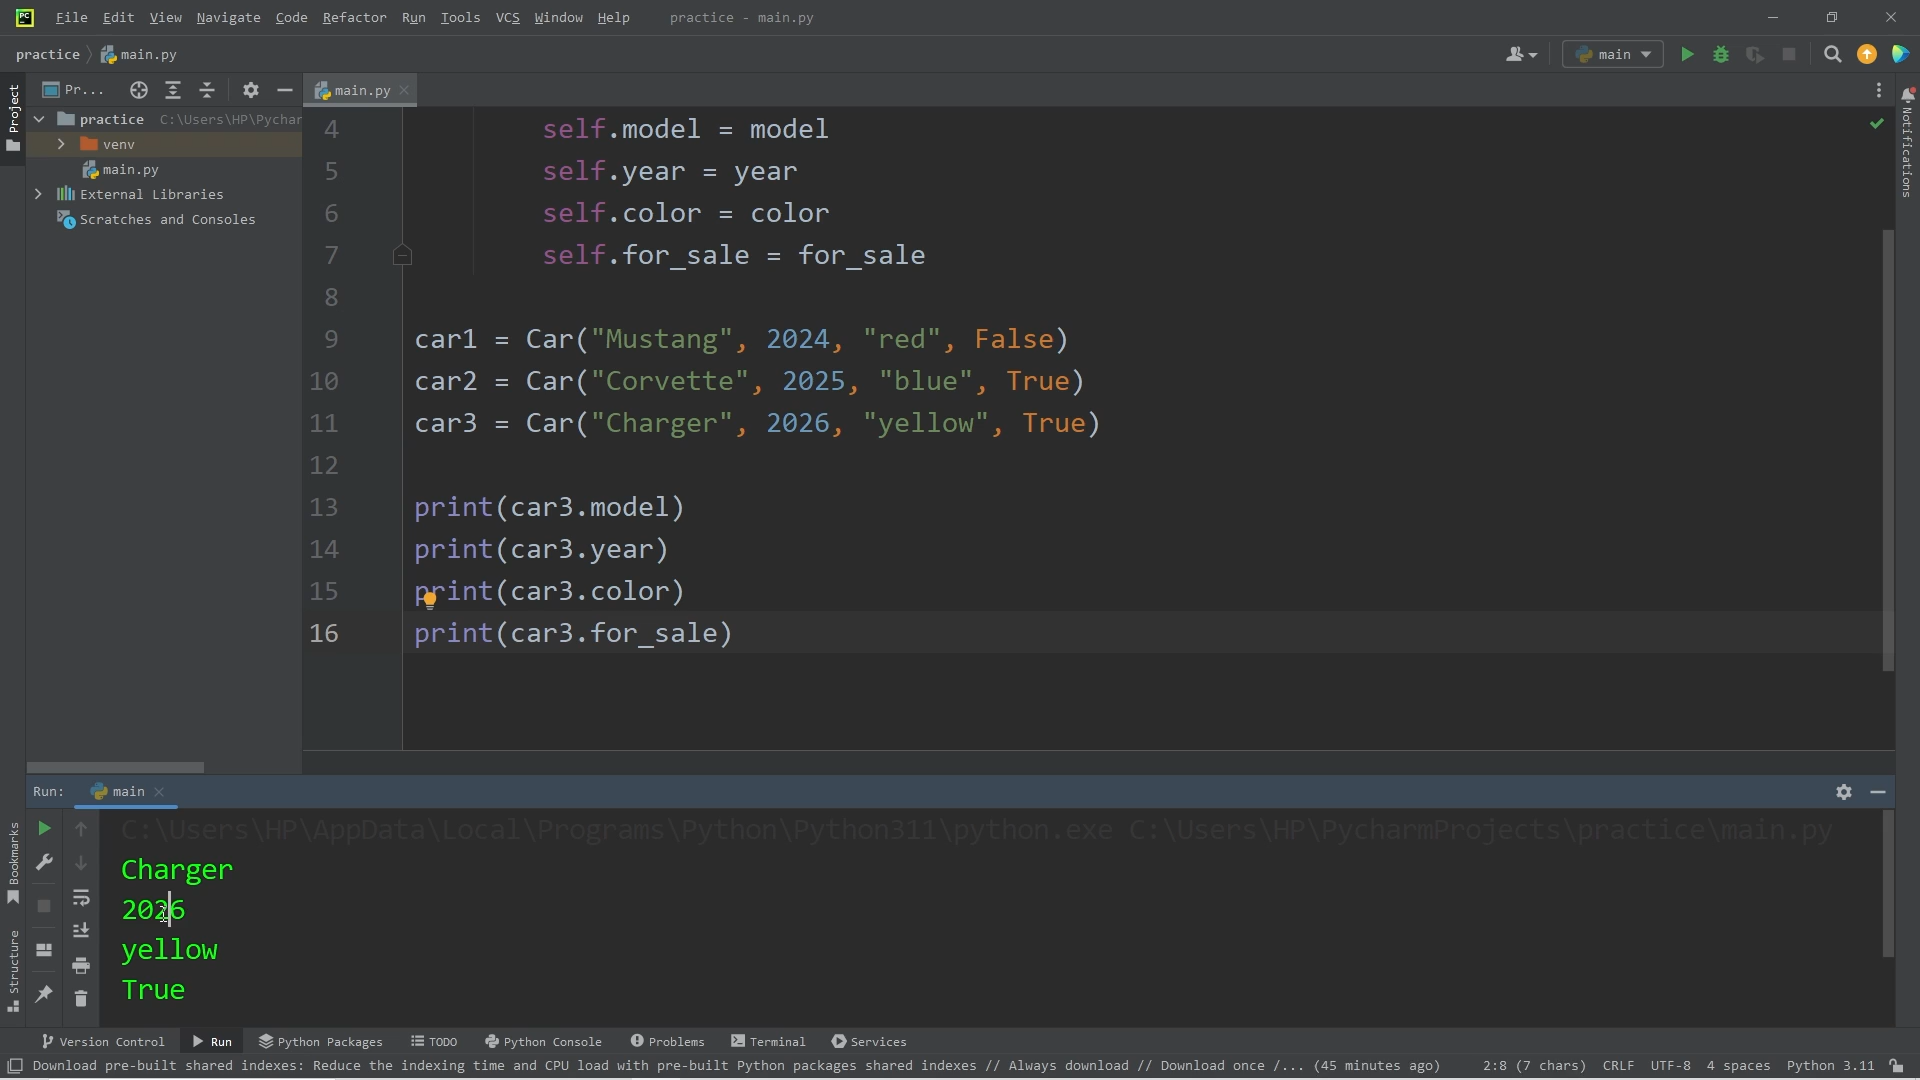 PC File Edit View Navigate Code Refactor Run Tools VCS Window Help practice - main.py
practice main.py main
Project Pr... main.py
practice C:\Users\HP\Pychar
venv
main.py
External Libraries
Scratches and Consoles
4 self.model = model
5 self.year = year
6 self.color = color
7 self.for_sale = for_sale
8
9 car1 = Car("Mustang", 2024, "red", False)
10 car2 = Car("Corvette", 2025, "blue", True)
11 car3 = Car("Charger", 2026, "yellow", True)
12
13 print(car3.model)
14 print(car3.year)
15 print(car3.color)
16 print(car3.for_sale)
Notifications
Run: main
C:\Users\HP\AppData\Local\Programs\Python\Python311\python.exe C:\Users\HP\PycharmProjects\practice\main.py
Charger
2026
yellow
True
Bookmarks
Structure
Version Control Run Python Packages TODO Python Console Problems Terminal Services
Download pre-built shared indexes: Reduce the indexing time and CPU load with pre-built Python packages shared indexes // Always download // Download once /... (45 minutes ago) 2:8 (7 chars) CRLF UTF-8 4 spaces Python 3.11